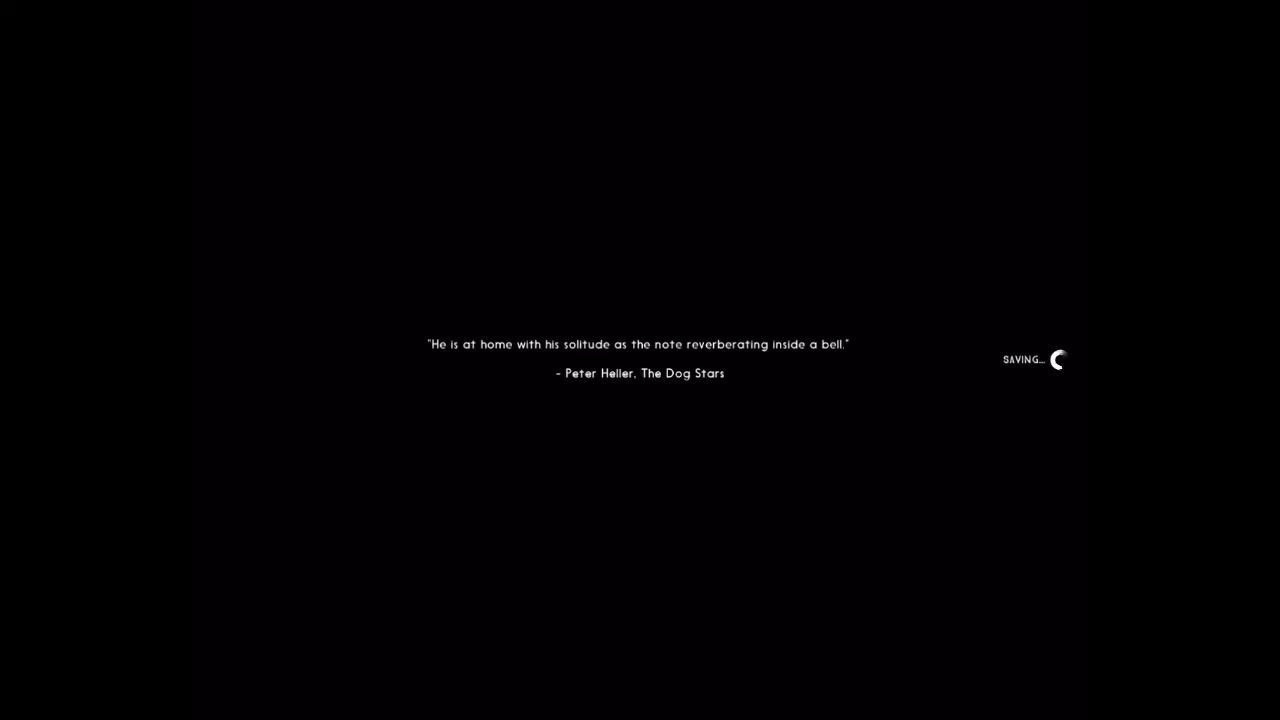 "He is at home with his solitude as the note reverberating inside a bell."
- Peter Heller, The Dog Stars
SAVING...